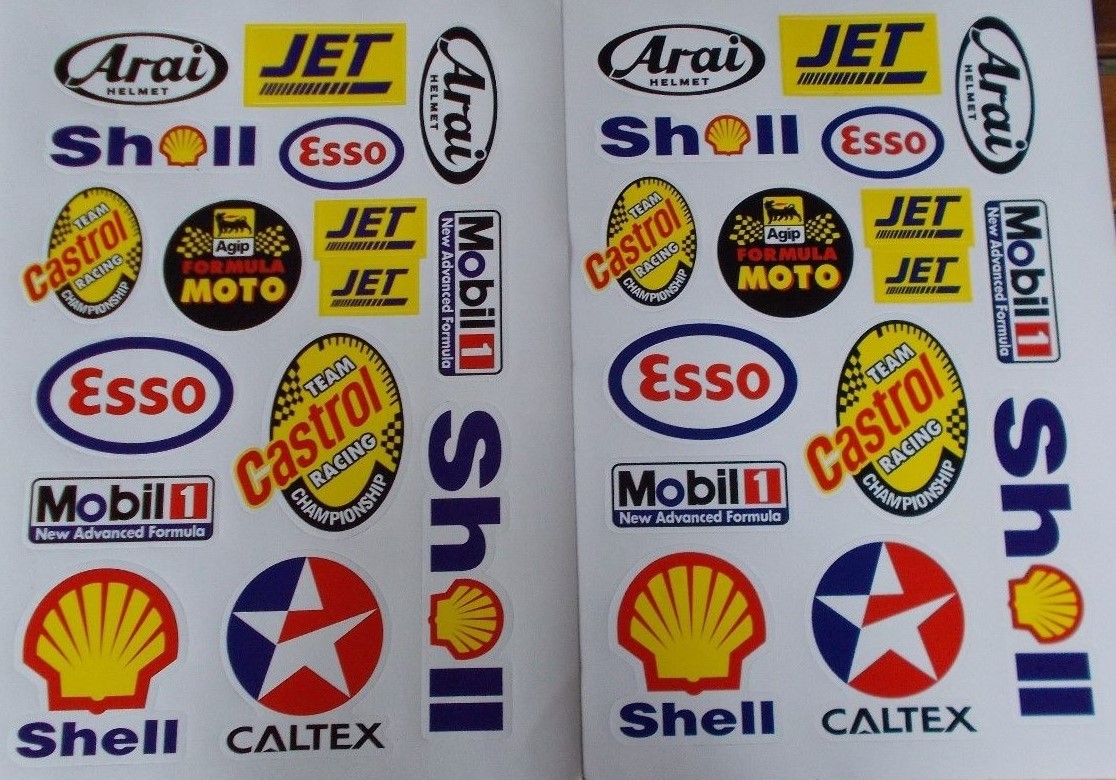 Arai
HELMET
JET
Arai
HELMET
Shell
Esso
TEAM
Castrol
RACING
CHAMPIONSHIP
Agip
FORMULA
MOTO
JET
JET
Mobil 1
New Advanced Formula
Esso
TEAM
Castrol
RACING
CHAMPIONSHIP
Mobil 1
New Advanced Formula
Shell
Shell
CALTEX
Arai
HELMET
JET
Arai
HELMET
Shell
Esso
TEAM
Castrol
RACING
CHAMPIONSHIP
Agip
FORMULA
MOTO
JET
JET
Mobil 1
New Advanced Formula
Esso
TEAM
Castrol
RACING
CHAMPIONSHIP
Mobil 1
New Advanced Formula
Shell
Shell
CALTEX